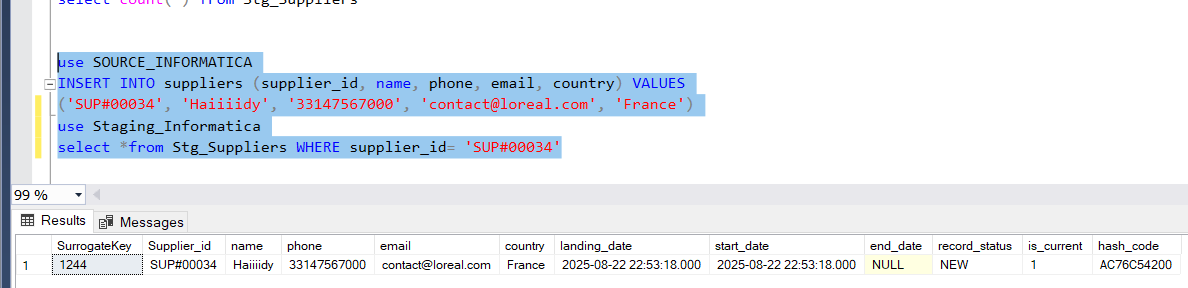 select count(*) from Stg_Suppliers
use SOURCE_INFORMATICA
INSERT INTO suppliers (supplier_id, name, phone, email, country) VALUES
('SUP#00034', 'Haiiiidy', '33147567000', 'contact@loreal.com', 'France')
use Staging_Informatica
select *from Stg_Suppliers WHERE supplier_id= 'SUP#00034'
99 %
Results Messages
SurrogateKey Supplier_id name phone email country landing_date start_date end_date record_status is_current hash_code
1 1244 SUP#00034 Haiiiidy 33147567000 contact@loreal.com France 2025-08-22 22:53:18.000 2025-08-22 22:53:18.000 NULL NEW 1 AC76C54200